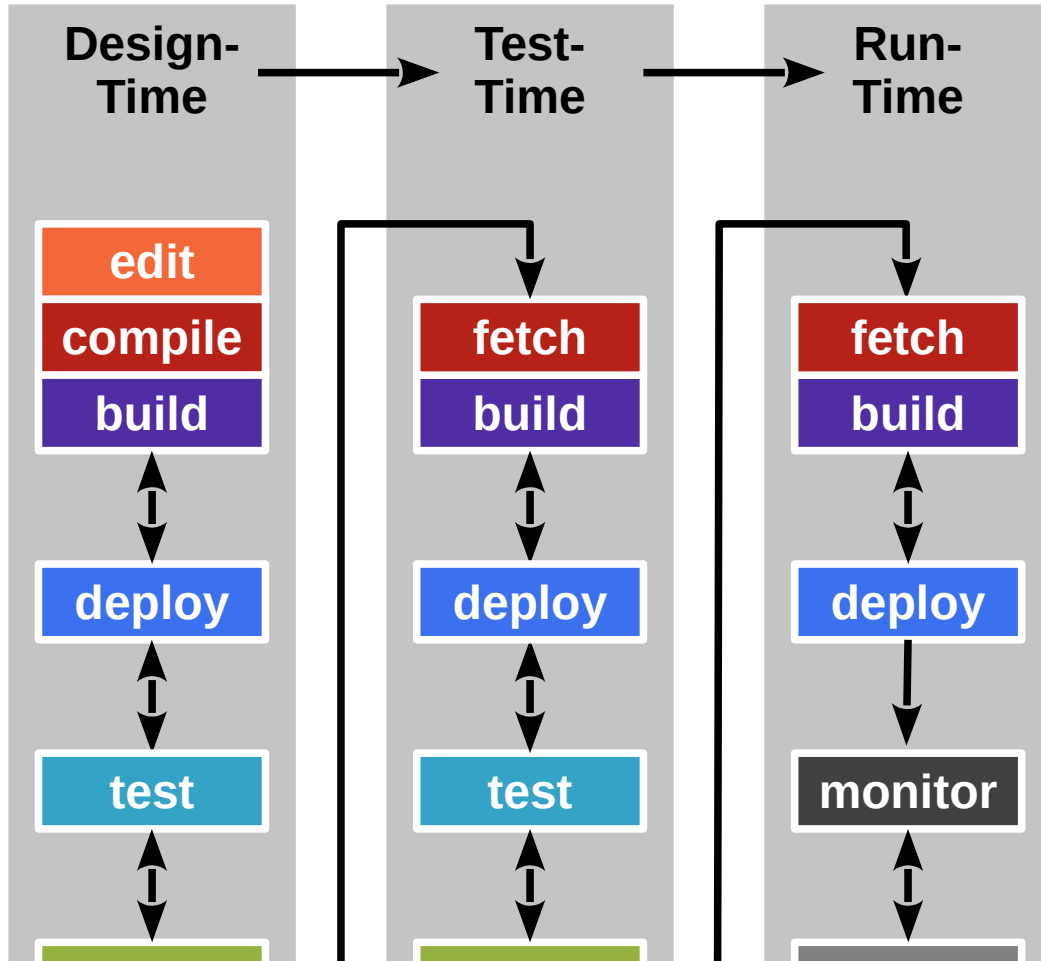 Design-
Time
Test-
Time
Run-
Time
edit
compile
build
deploy
test
fetch
build
deploy
test
fetch
build
deploy
monitor